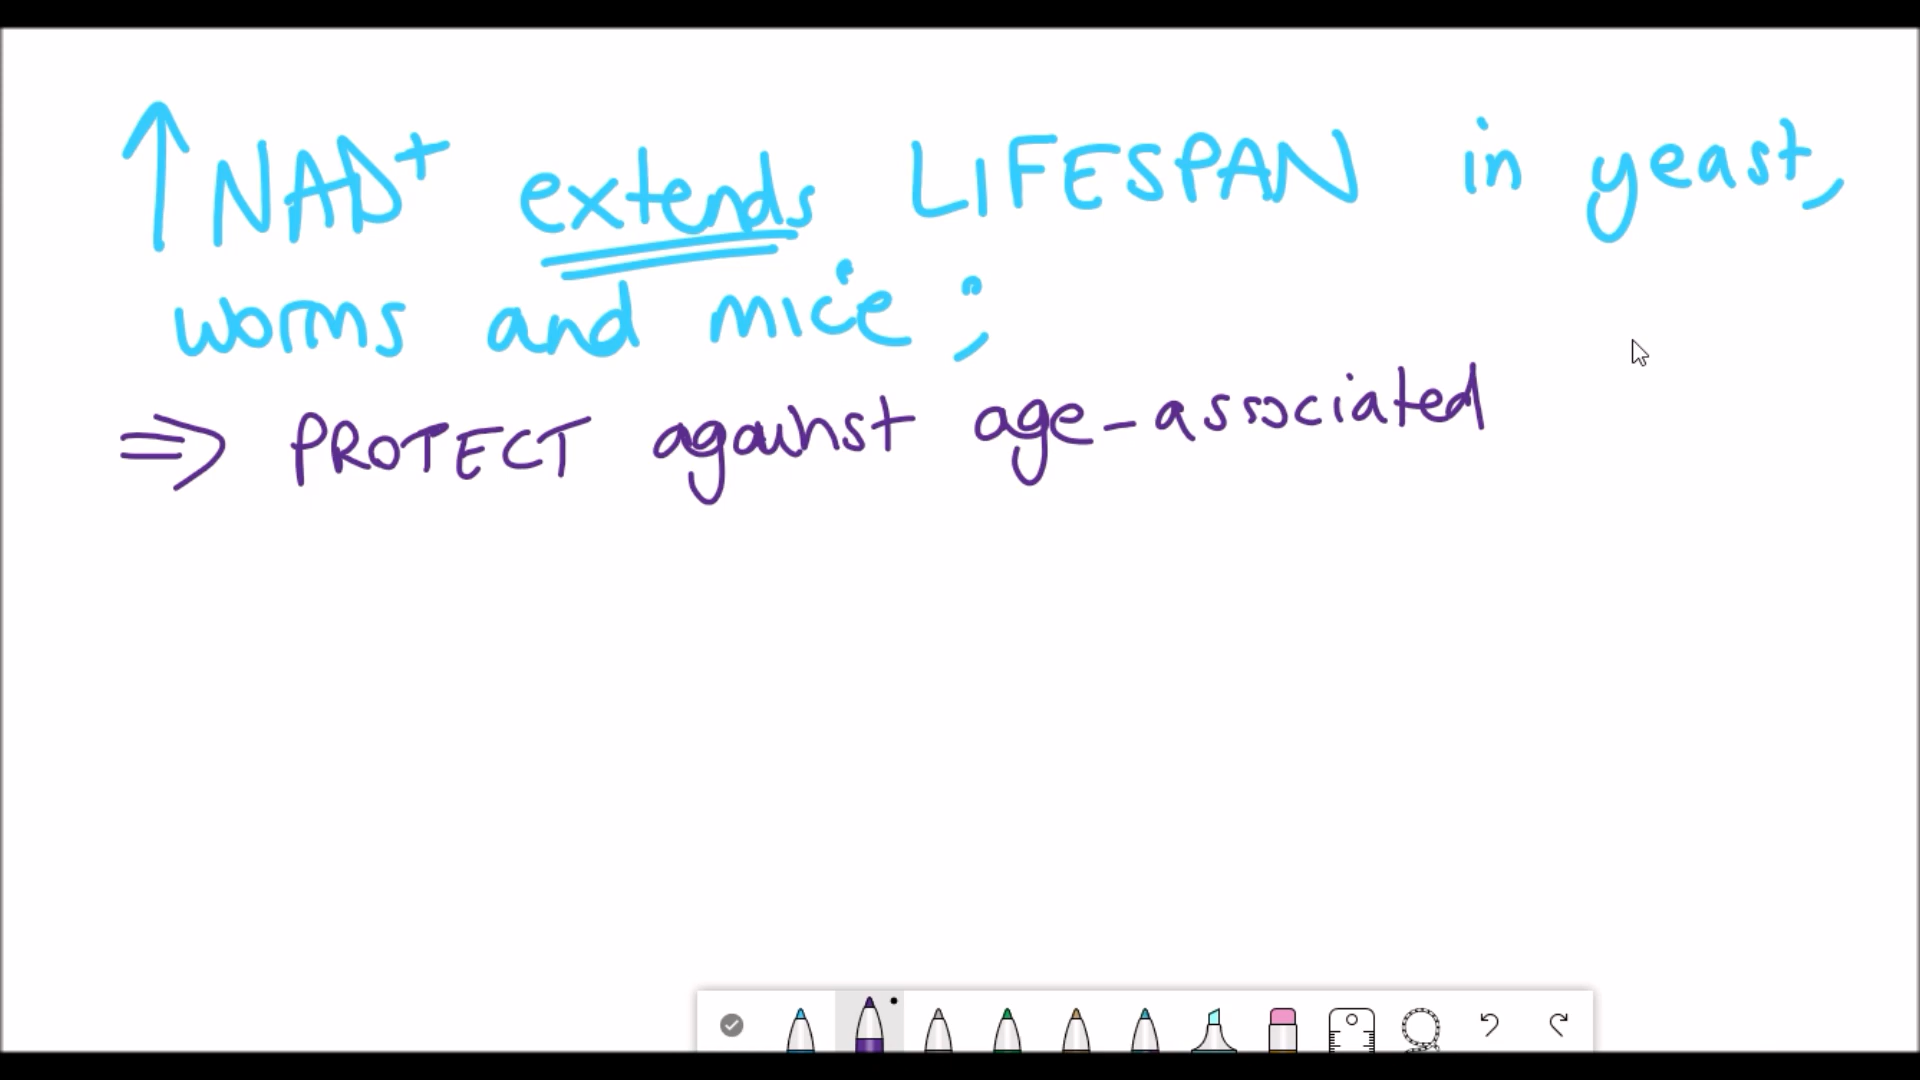 ↑ NAD+ extends LIFESPAN in yeast,
worms and mice ;
⇒ PROTECT against age-associated